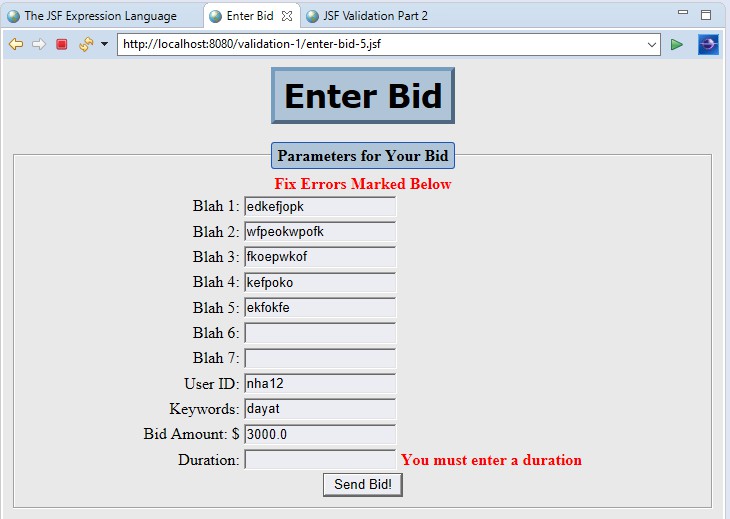 The JSF Expression Language Enter Bid JSF Validation Part 2
http://localhost:8080/validation-1/enter-bid-5.jsf
Enter Bid
Parameters for Your Bid
Fix Errors Marked Below
Blah 1: edkefjopk
Blah 2: wfpeokwpofk
Blah 3: fkoepwkof
Blah 4: kefpoko
Blah 5: ekfokfe
Blah 6:
Blah 7:
User ID: nha12
Keywords: dayat
Bid Amount: $ 3000.0
Duration: You must enter a duration
Send Bid!